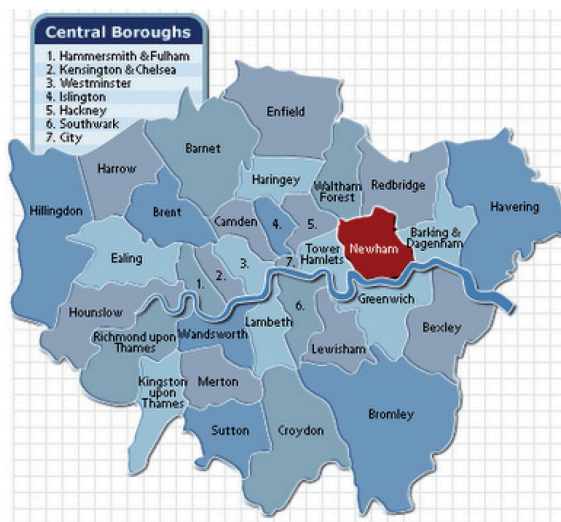 Central Boroughs
1. Hammersmith & Fulham
2. Kensington & Chelsea
3. Westminster
4. Islington
5. Hackney
6. Southwark
7. City
Enfield
Barnet
Harrow
Haringey
Waltham
Forest
Redbridge
Hillingdon
Brent
Camden
4.
5.
Havering
Newham
Barking &
Dagenham
Tower
Hamlets
Ealing
1.
2.
3.
7.
Hounslow
6.
Greenwich
Bexley
Richmond upon
Thames
Wandsworth
Lambeth
Lewisham
Kingston
upon
Thames
Merton
Sutton
Croydon
Bromley